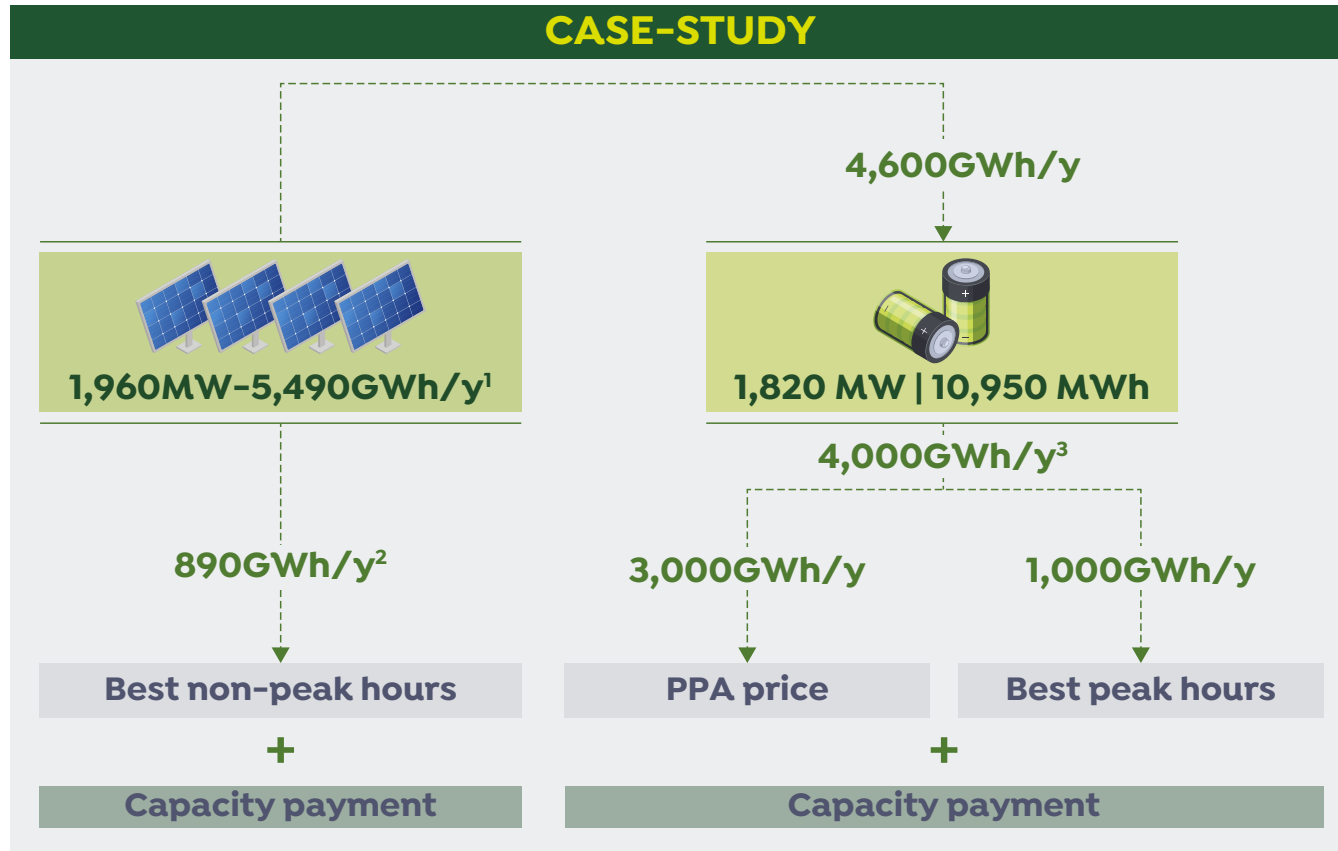 CASE-STUDY
4,600GWh/y
1,960MW-5,490GWh/y¹
1,820 MW | 10,950 MWh
4,000GWh/y³
890GWh/y²
3,000GWh/y
1,000GWh/y
Best non-peak hours
PPA price
Best peak hours
+
+
Capacity payment
Capacity payment